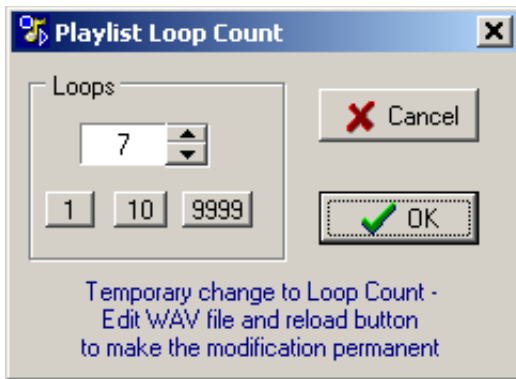 Playlist Loop Count
Loops
7
1 10 9999
Cancel
OK
Temporary change to Loop Count -
Edit WAV file and reload button
to make the modification permanent